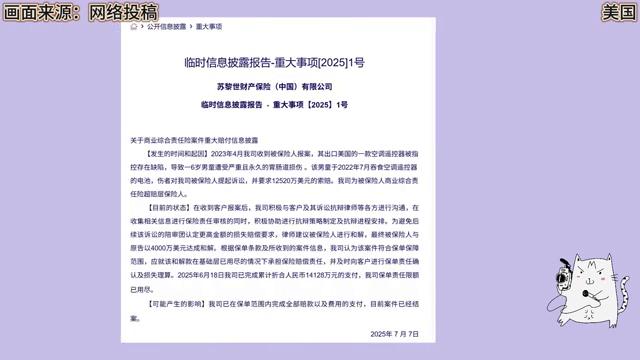 画面来源：网络投稿
美国
公开信息披露 > 重大事项
临时信息披露报告-重大事项[2025]1号
苏黎世财产保险（中国）有限公司
临时信息披露报告 - 重大事项【2025】1号
关于商业综合责任险案件重大赔付信息披露
【发生的时间和起因】2023年4月我司收到被保险人报案，其出口美国的一款空调遥控器被指
控存在缺陷，导致一6岁男童遭受严重且永久的胃肠道损伤 。该男童于2022年7月吞食空调遥控器
的电池，伤者对我司被保险人提起诉讼，并要求12520万美元的索赔。我司为被保险人商业综合责
任险超赔层保险人。
【目前的状态】在收到客户报案后，我司积极与客户及其诉讼抗辩律师等各方进行沟通，在
收集相关信息进行保险责任审核的同时，积极协助进行抗辩策略制定及抗辩进程安排。为避免后
续该诉讼的陪审团认定更高金额的损失赔偿要求，律师建议被保险人进行和解，最终被保险人与
原告以4000万美元达成和解。根据保单条款及所收到的案件信息，我司认为该案件符合保单保障
范围，应就该和解款在基础层已用尽的情况下承担保险赔偿责任，并及时向客户进行保单责任确
认及损失理算。2025年6月18日我司已完成累计折合人民币14128万元的支付，我司保单责任限额
已用尽。
【可能产生的影响】我司已在保单范围内完成全部赔款以及费用的支付，目前案件已经结
案。
2025年 7 月 7日